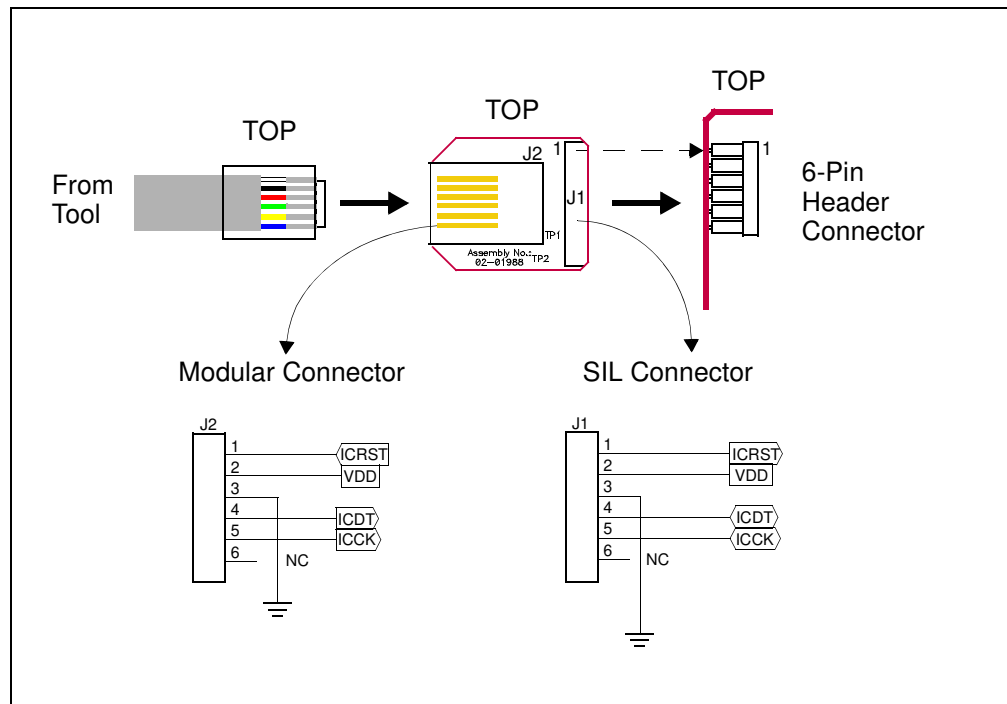 TOP
From
Tool
TOP
J2
1
J1
TP1
Assembly No.:
02-01988
TP2
TOP
1
6-Pin
Header
Connector
Modular Connector
J2
1
ICRST
2
VDD
3
4
ICDT
5
ICCK
6
NC
SIL Connector
J1
1
ICRST
2
VDD
3
4
ICDT
5
ICCK
6
NC